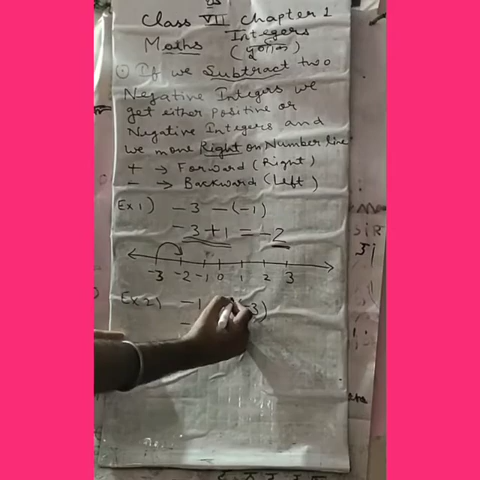 Class VII Chapter 1
Integers
Maths (पूर्णांक)
If we Subtract two
Negative Integers we
get either positive or
Negative Integers and
We move Right on Number line
+ → Forward (Right)
- → Backward (Left)
Ex 1) -3 -(-1)
-3+1 = -2
-3 -2 -1 0 1 2 3
Ex 2) -1 -3)